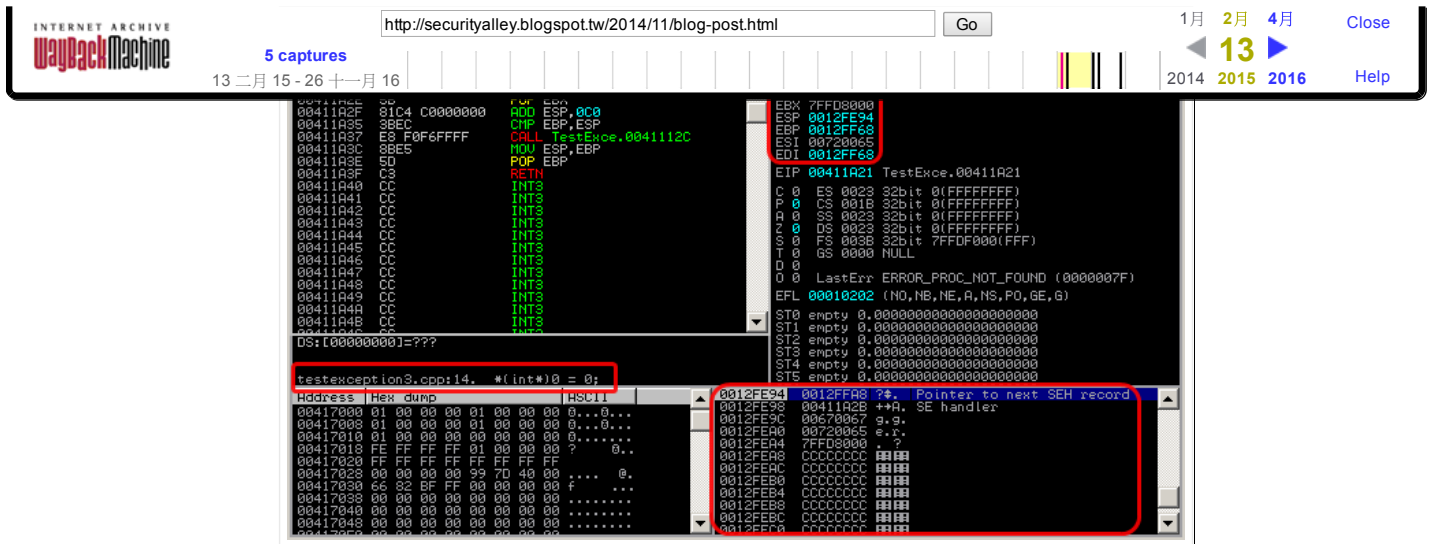 INTERNET ARCHIVE
WayBackMachine
http://securityalley.blogspot.tw/2014/11/blog-post.html
Go
5 captures
13 二月 15 - 26 十一月 16
1月 2月 4月
13
2014 2015 2016
Close
Help
00411A2F 81C4 C0000000 ADD ESP,0C0
00411A35 3BEC CMP EBP,ESP
00411A37 E8 F0F6FFFF CALL TestExce.0041112C
00411A3C 8BE5 MOV ESP,EBP
00411A3E 5D POP EBP
00411A3F C3 RETN
00411A40 CC INT3
00411A41 CC INT3
00411A42 CC INT3
00411A43 CC INT3
00411A44 CC INT3
00411A45 CC INT3
00411A46 CC INT3
00411A47 CC INT3
00411A48 CC INT3
00411A49 CC INT3
00411A4A CC INT3
00411A4B CC INT3
DS:[00000000]=???
testexception3.cpp:14. *(int*)0 = 0;
EBX 7FFD8000
ESP 0012FE94
EBP 0012FF68
ESI 00720065
EDI 0012FF68
EIP 00411A21 TestExce.00411A21
C 0 ES 0023 32bit 0(FFFFFFFF)
P 0 CS 001B 32bit 0(FFFFFFFF)
A 0 SS 0023 32bit 0(FFFFFFFF)
Z 0 DS 0023 32bit 0(FFFFFFFF)
S 0 FS 003B 32bit 7FFDF000(FFF)
T 0 GS 0000 NULL
D 0
O 0 LastErr ERROR_PROC_NOT_FOUND (0000007F)
EFL 00010202 (NO,NB,NE,A,NS,PO,GE,G)
ST0 empty 0.0000000000000000000
ST1 empty 0.0000000000000000000
ST2 empty 0.0000000000000000000
ST3 empty 0.0000000000000000000
ST4 empty 0.0000000000000000000
ST5 empty 0.0000000000000000000
Address Hex dump ASCII
00417000 01 00 00 00 01 00 00 00 0...0...
00417008 01 00 00 00 01 00 00 00 0...0...
00417010 01 00 00 00 00 00 00 00 0.......
00417018 FE FF FF FF 01 00 00 00 ? 0..
00417020 FF FF FF FF FF FF FF FF
00417028 00 00 00 00 99 7D 40 00 .... @.
00417030 66 82 BF FF 00 00 00 00 f ...
00417038 00 00 00 00 00 00 00 00 ........
00417040 00 00 00 00 00 00 00 00 ........
00417048 00 00 00 00 00 00 00 00 ........
0012FE94 0012FFA8 ?‡. Pointer to next SEH record
0012FE98 00411A2B ++A. SE handler
0012FE9C 00670067 g.g.
0012FEA0 00720065 e.r.
0012FEA4 7FFD8000 . ?
0012FEA8 CCCCCCCC
0012FEAC CCCCCCCC
0012FEB0 CCCCCCCC
0012FEB4 CCCCCCCC
0012FEB8 CCCCCCCC
0012FEBC CCCCCCCC
0012FEC0 CCCCCCCC